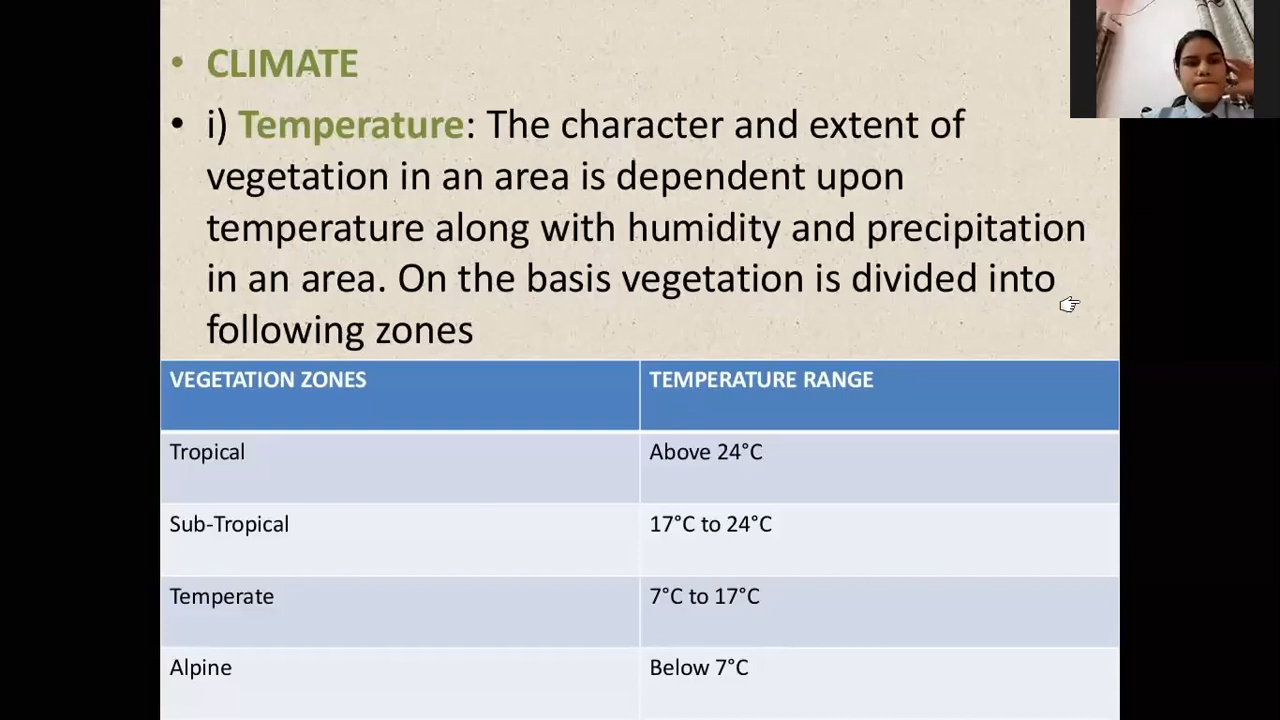 • CLIMATE
• i) Temperature: The character and extent of
vegetation in an area is dependent upon
temperature along with humidity and precipitation
in an area. On the basis vegetation is divided into
following zones
VEGETATION ZONES TEMPERATURE RANGE
Tropical Above 24°C
Sub-Tropical 17°C to 24°C
Temperate 7°C to 17°C
Alpine Below 7°C